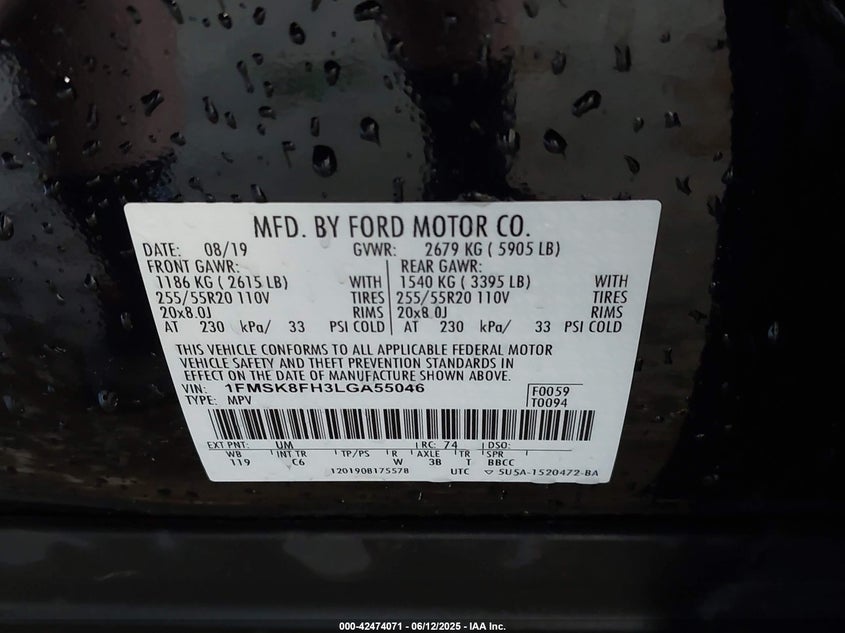 MFD. BY FORD MOTOR CO.
DATE: 08/19 GVWR: 2679 KG ( 5905 LB)
FRONT GAWR: REAR GAWR:
1186 KG ( 2615 LB) WITH 1540 KG ( 3395 LB) WITH
255/55R20 110V TIRES 255/55R20 110V TIRES
20x8.0J RIMS 20x8.0J RIMS
AT 230 kPa/ 33 PSI COLD AT 230 kPa/ 33 PSI COLD
THIS VEHICLE CONFORMS TO ALL APPLICABLE FEDERAL MOTOR
VEHICLE SAFETY AND THEFT PREVENTION STANDARDS IN
EFFECT ON THE DATE OF MANUFACTURE SHOWN ABOVE.
VIN: 1FMSK8FH3LGA55046 F0059
TYPE: MPV T0094
EXT PNT: UM RC: 74 DSO:
WB INT TR TP/PS R AXLE TR SPR
119 C6 W 3B T BBCC
1201908175578 UTC ▽ 5U5A-1520472-BA
000-42474071 - 06/12/2025 - IAA Inc.